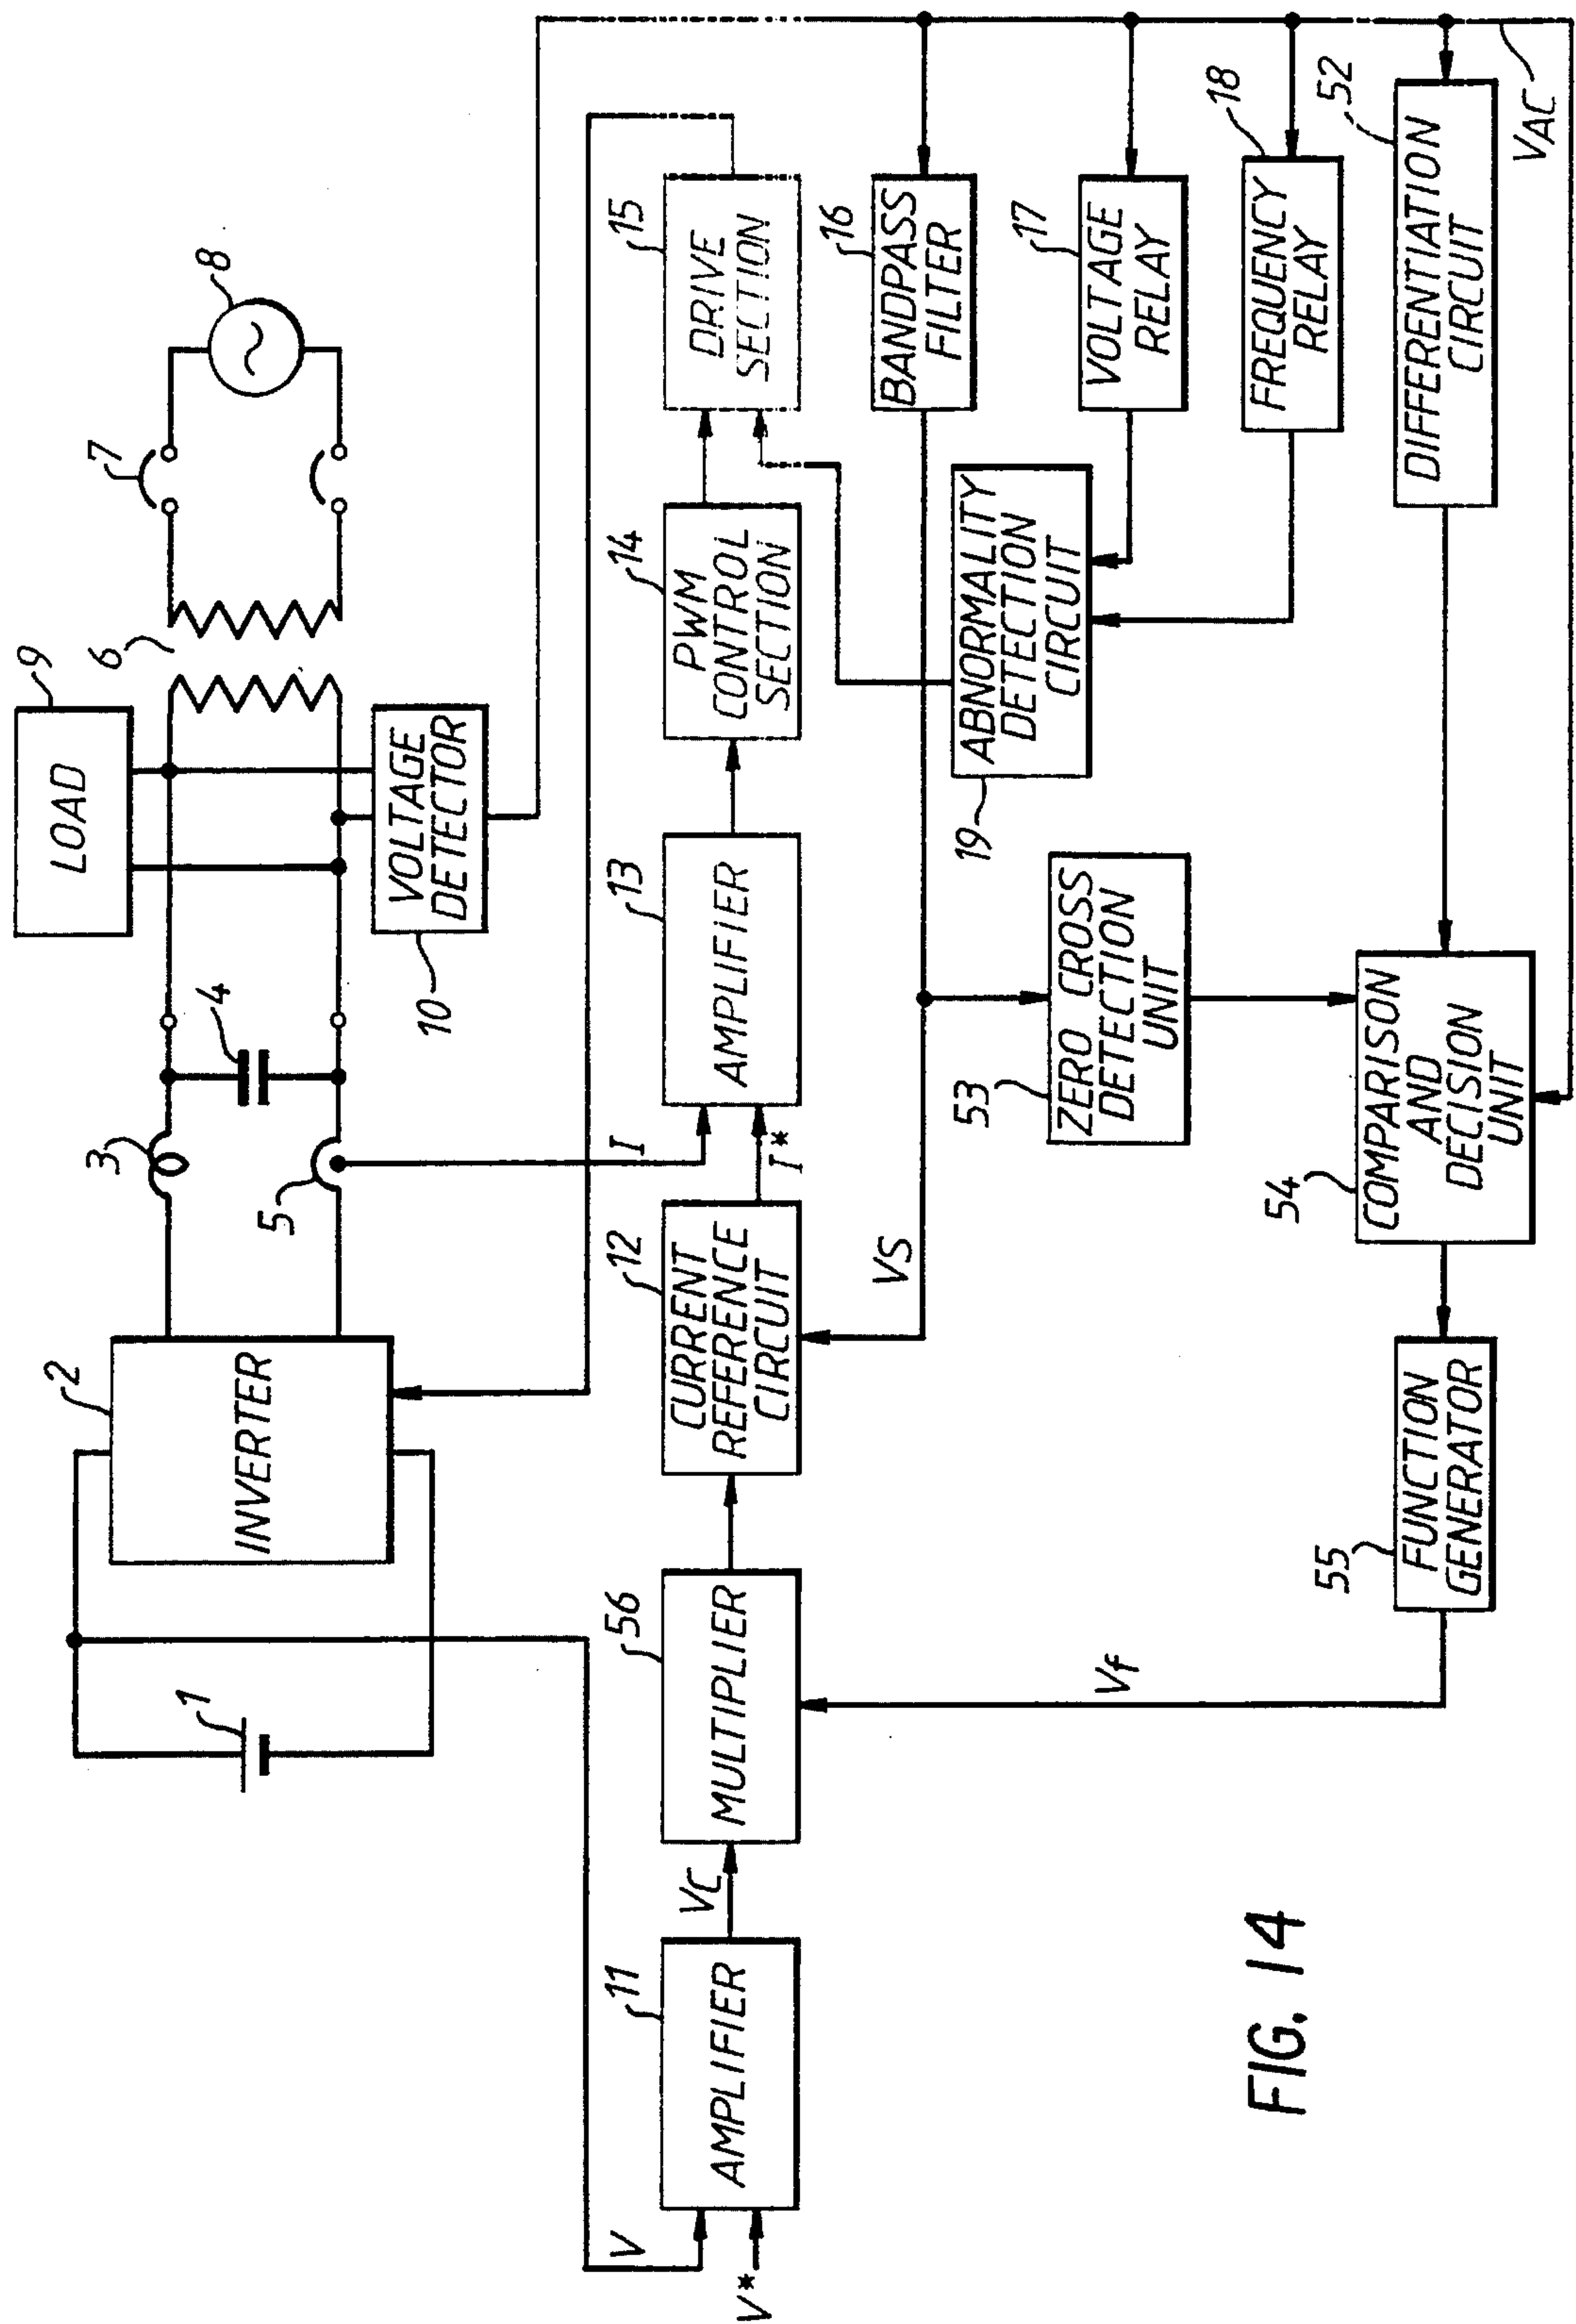 9
LOAD
6
7
8
2
INVERTER
3
4
5
1
10
VOLTAGE
DETECTOR
V
V*
11
AMPLIFIER
VC
56
MULTIPLIER
12
CURRENT
REFERENCE
CIRCUIT
I
I*
13
AMPLIFIER
14
PWM
CONTROL
SECTION
15
DRIVE
SECTION
VS
16
BANDPASS
FILTER
19
ABNORMALITY
DETECTION
CIRCUIT
17
VOLTAGE
RELAY
53
ZERO CROSS
DETECTION
UNIT
18
FREQUENCY
RELAY
Vf
55
FUNCTION
GENERATOR
54
COMPARISON
AND
DECISION
UNIT
52
DIFFERENTIATION
CIRCUIT
VAC
FIG. 14